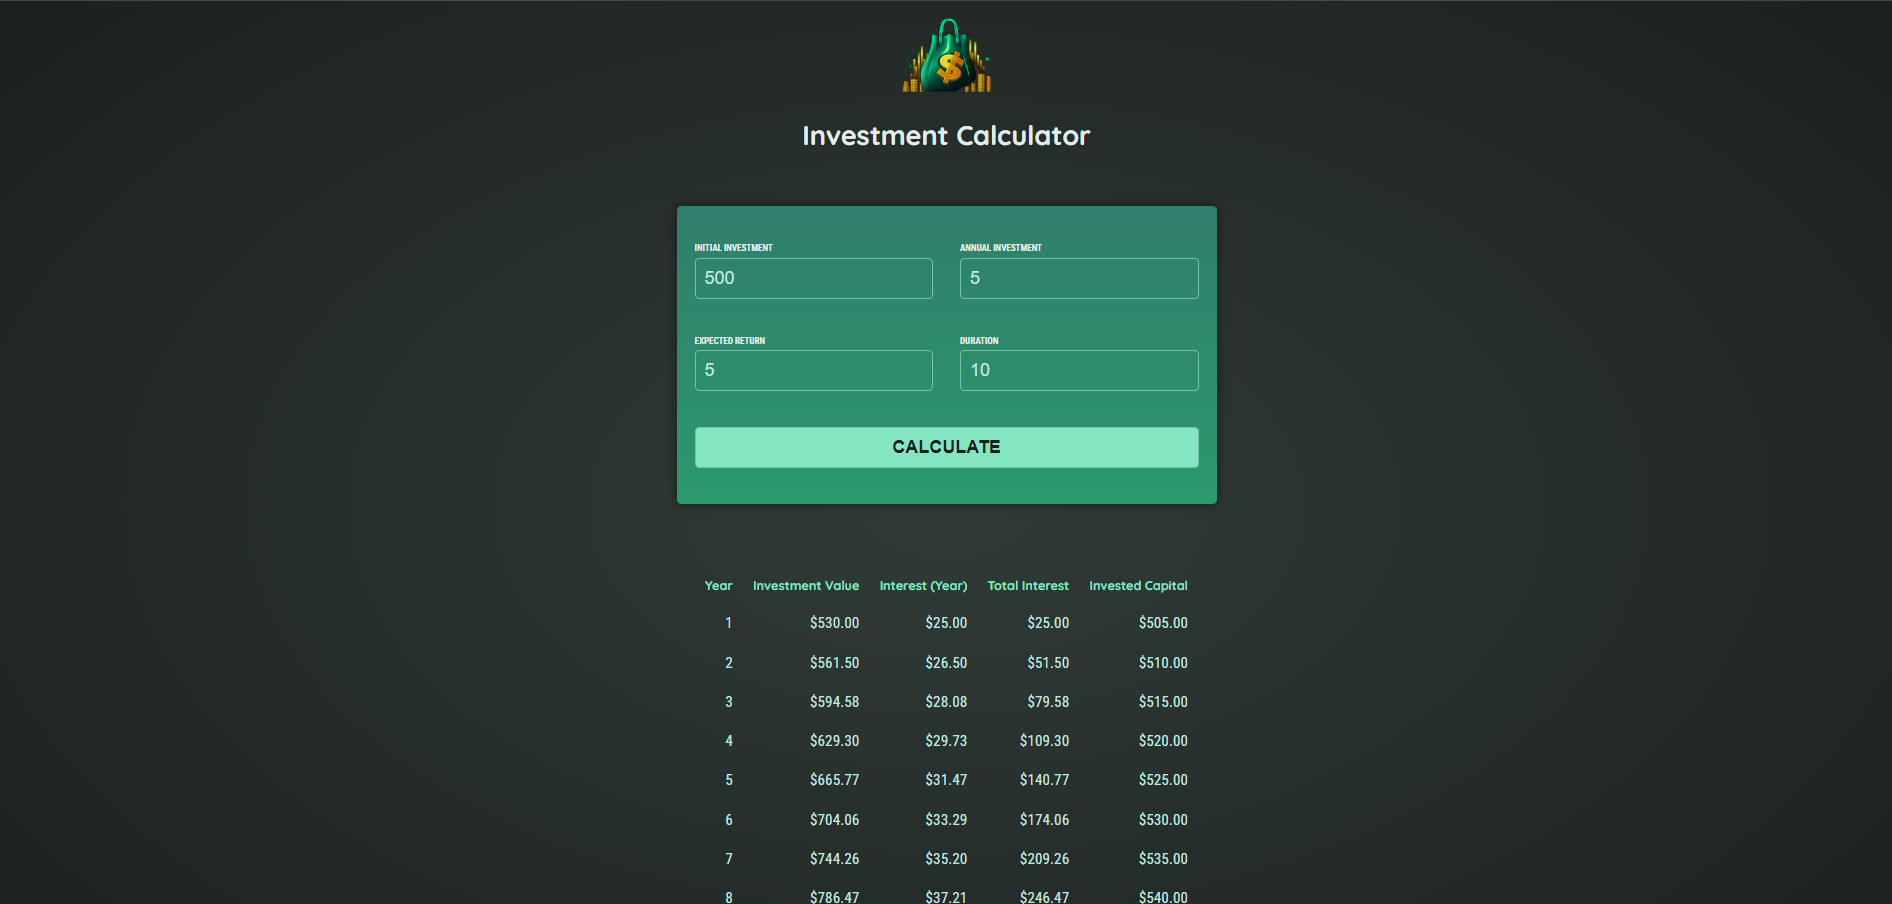 $
Investment Calculator
INITIAL INVESTMENT ANNUAL INVESTMENT
500 5
EXPECTED RETURN DURATION
5 10
CALCULATE
Year Investment Value Interest (Year) Total Interest Invested Capital
1 $530.00 $25.00 $25.00 $505.00
2 $561.50 $26.50 $51.50 $510.00
3 $594.58 $28.08 $79.58 $515.00
4 $629.30 $29.73 $109.30 $520.00
5 $665.77 $31.47 $140.77 $525.00
6 $704.06 $33.29 $174.06 $530.00
7 $744.26 $35.20 $209.26 $535.00
8 $786.47 $37.21 $246.47 $540.00